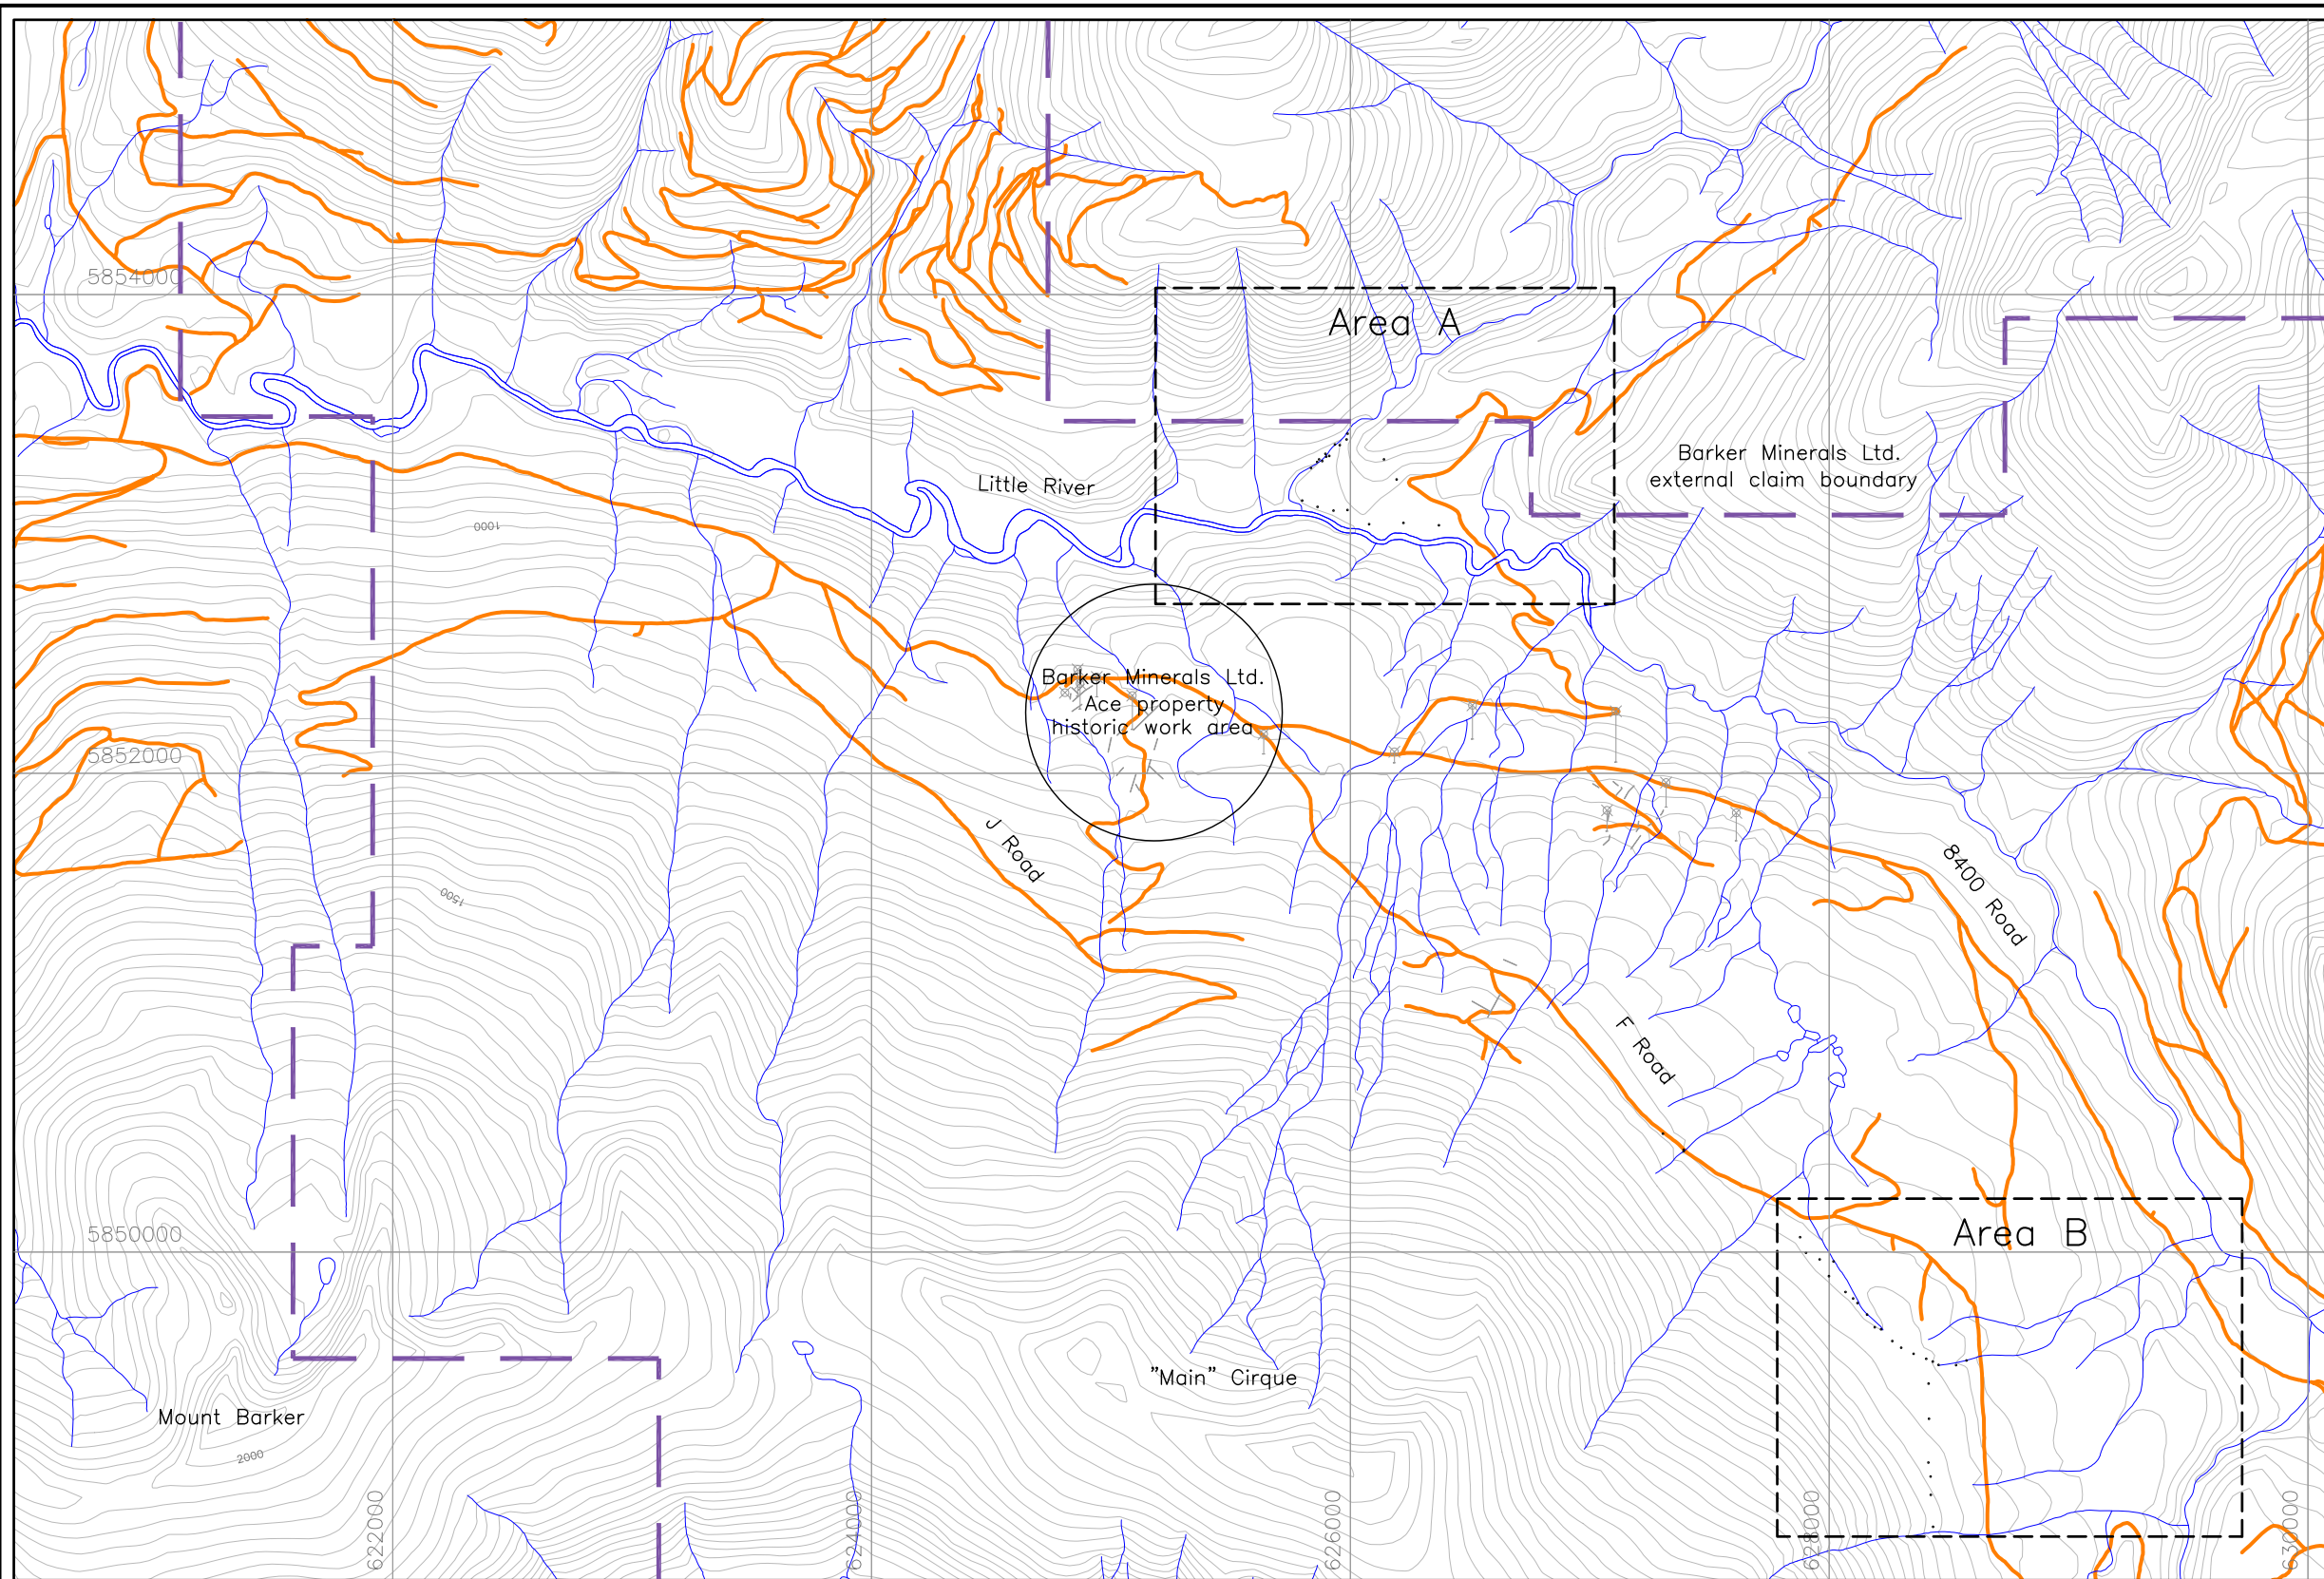 5854000
Area A
Barker Minerals Ltd.
external claim boundary
Little River
1000
Barker Minerals Ltd.
Ace property
historic work area
5852000
J Road
8400 Road
1500
F Road
5850000
Area B
"Main" Cirque
Mount Barker
2000
622000
624000
626000
628000
630000